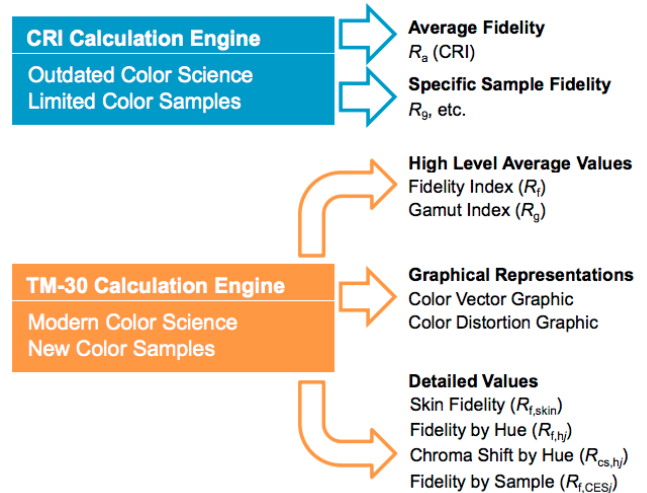 CRI Calculation Engine
Outdated Color Science
Limited Color Samples
Average Fidelity
Ra (CRI)
Specific Sample Fidelity
R9, etc.
High Level Average Values
Fidelity Index (Rf)
Gamut Index (Rg)
TM-30 Calculation Engine
Modern Color Science
New Color Samples
Graphical Representations
Color Vector Graphic
Color Distortion Graphic
Detailed Values
Skin Fidelity (Rf,skin)
Fidelity by Hue (Rf,hj)
Chroma Shift by Hue (Rcs,hj)
Fidelity by Sample (Rf,CESi)